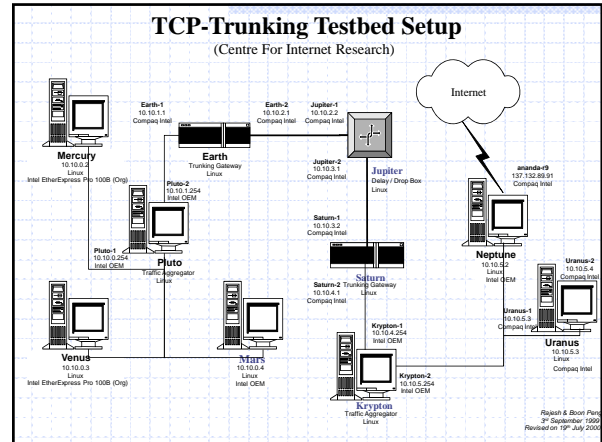 TCP-Trunking Testbed Setup
(Centre For Internet Research)
Internet
Earth-1
10.10.1.1
Compaq Intel
Earth-2
10.10.2.1
Compaq Intel
Jupiter-1
10.10.2.2
Compaq Intel
Mercury
10.10.0.2
Linux
Intel EtherExpress Pro 100B (Org)
Earth
Trunking Gateway
Linux
Jupiter-2
10.10.3.1
Compaq Intel
Jupiter
Delay / Drop Box
Linux
ananda-r9
137.132.89.91
Compaq Intel
Pluto-2
10.10.1.254
Intel OEM
Pluto-1
10.10.0.254
Intel OEM
Pluto
Traffic Aggregator
Linux
Saturn-1
10.10.3.2
Compaq Intel
Saturn
Trunking Gateway
Linux
Saturn-2
10.10.4.1
Compaq Intel
Neptune
10.10.5.2
Linux
Intel OEM
Uranus-2
10.10.5.4
Compaq Intel
Uranus-1
10.10.5.3
Compaq Intel
Uranus
10.10.5.3
Linux
Compaq Intel
Venus
10.10.0.3
Linux
Intel EtherExpress Pro 100B (Org)
Mars
10.10.0.4
Linux
Intel OEM
Krypton-1
10.10.4.254
Intel OEM
Krypton-2
10.10.5.254
Intel OEM
Krypton
Traffic Aggregator
Linux
Rajesh & Boon Peng
3rd September 1999
Revised on 19th July 2000